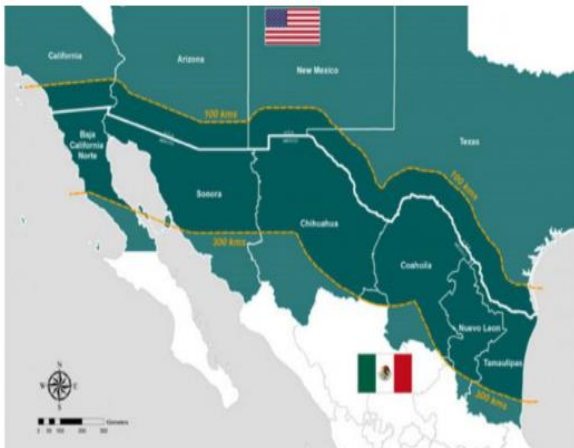 California
Arizona
New Mexico
Texas
100 kms
100 kms
Baja
California
Norte
Sonora
Chihuahua
Coahuila
Nuevo Leon
Tamaulipas
300 kms
300 kms
N
S
Kilometers